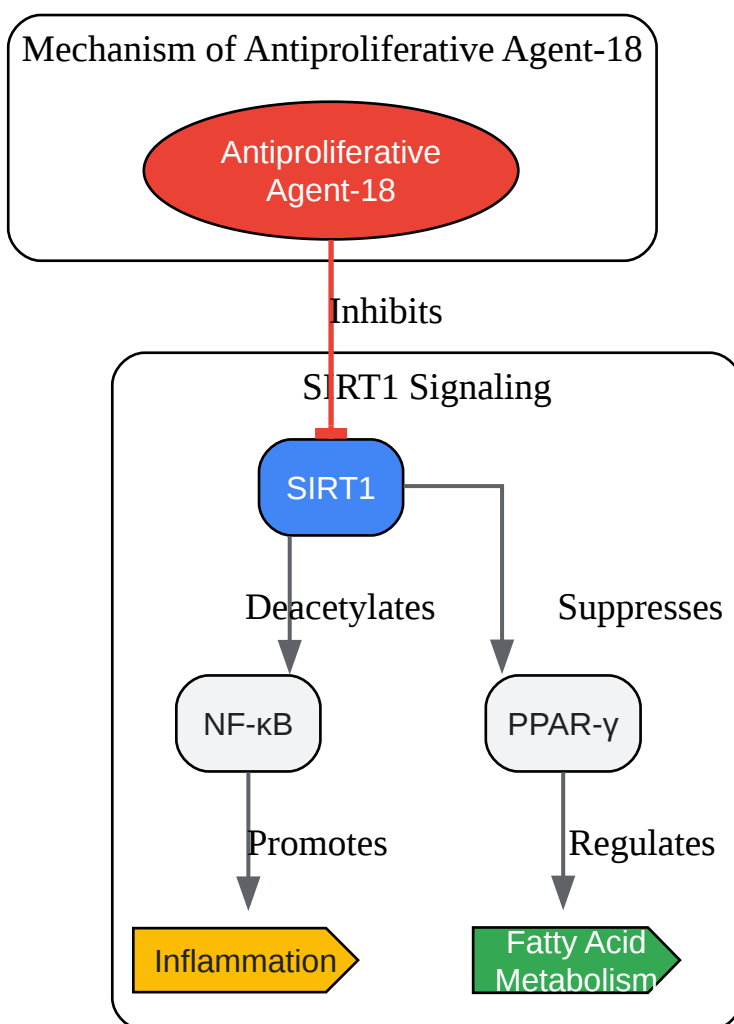 Mechanism of Antiproliferative Agent-18
Antiproliferative
Agent-18
Inhibits
SIRT1 Signaling
SIRT1
Deacetylates
Suppresses
NF-κB
PPAR-γ
Promotes
Regulates
Inflammation
Fatty Acid
Metabolism